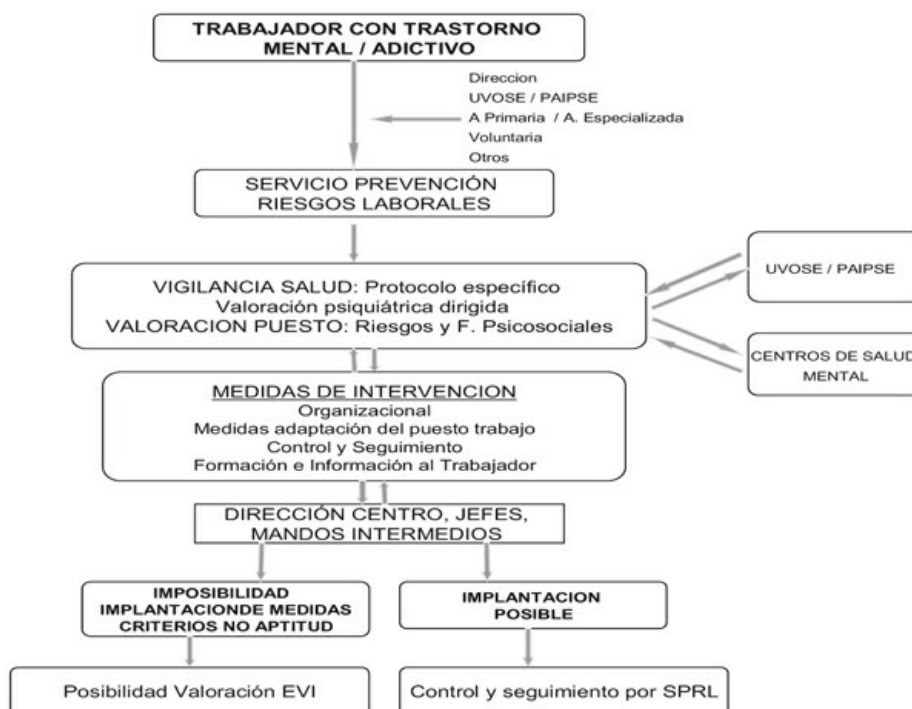 TRABAJADOR CON TRASTORNO
MENTAL / ADICTIVO
Direccion
UVOSE / PAIPSE
A Primaria / A. Especializada
Voluntaria
Otros
SERVICIO PREVENCIÓN
RIESGOS LABORALES
VIGILANCIA SALUD: Protocolo específico
Valoración psiquiátrica dirigida
VALORACION PUESTO: Riesgos y F. Psicosociales
UVOSE / PAIPSE
CENTROS DE SALUD
MENTAL
MEDIDAS DE INTERVENCION
Organizacional
Medidas adaptación del puesto trabajo
Control y Seguimiento
Formación e Información al Trabajador
DIRECCIÓN CENTRO, JEFES,
MANDOS INTERMEDIOS
IMPOSIBILIDAD
IMPLANTACIONDE MEDIDAS
CRITERIOS NO APTITUD
IMPLANTACION
POSIBLE
Posibilidad Valoración EVI
Control y seguimiento por SPRL